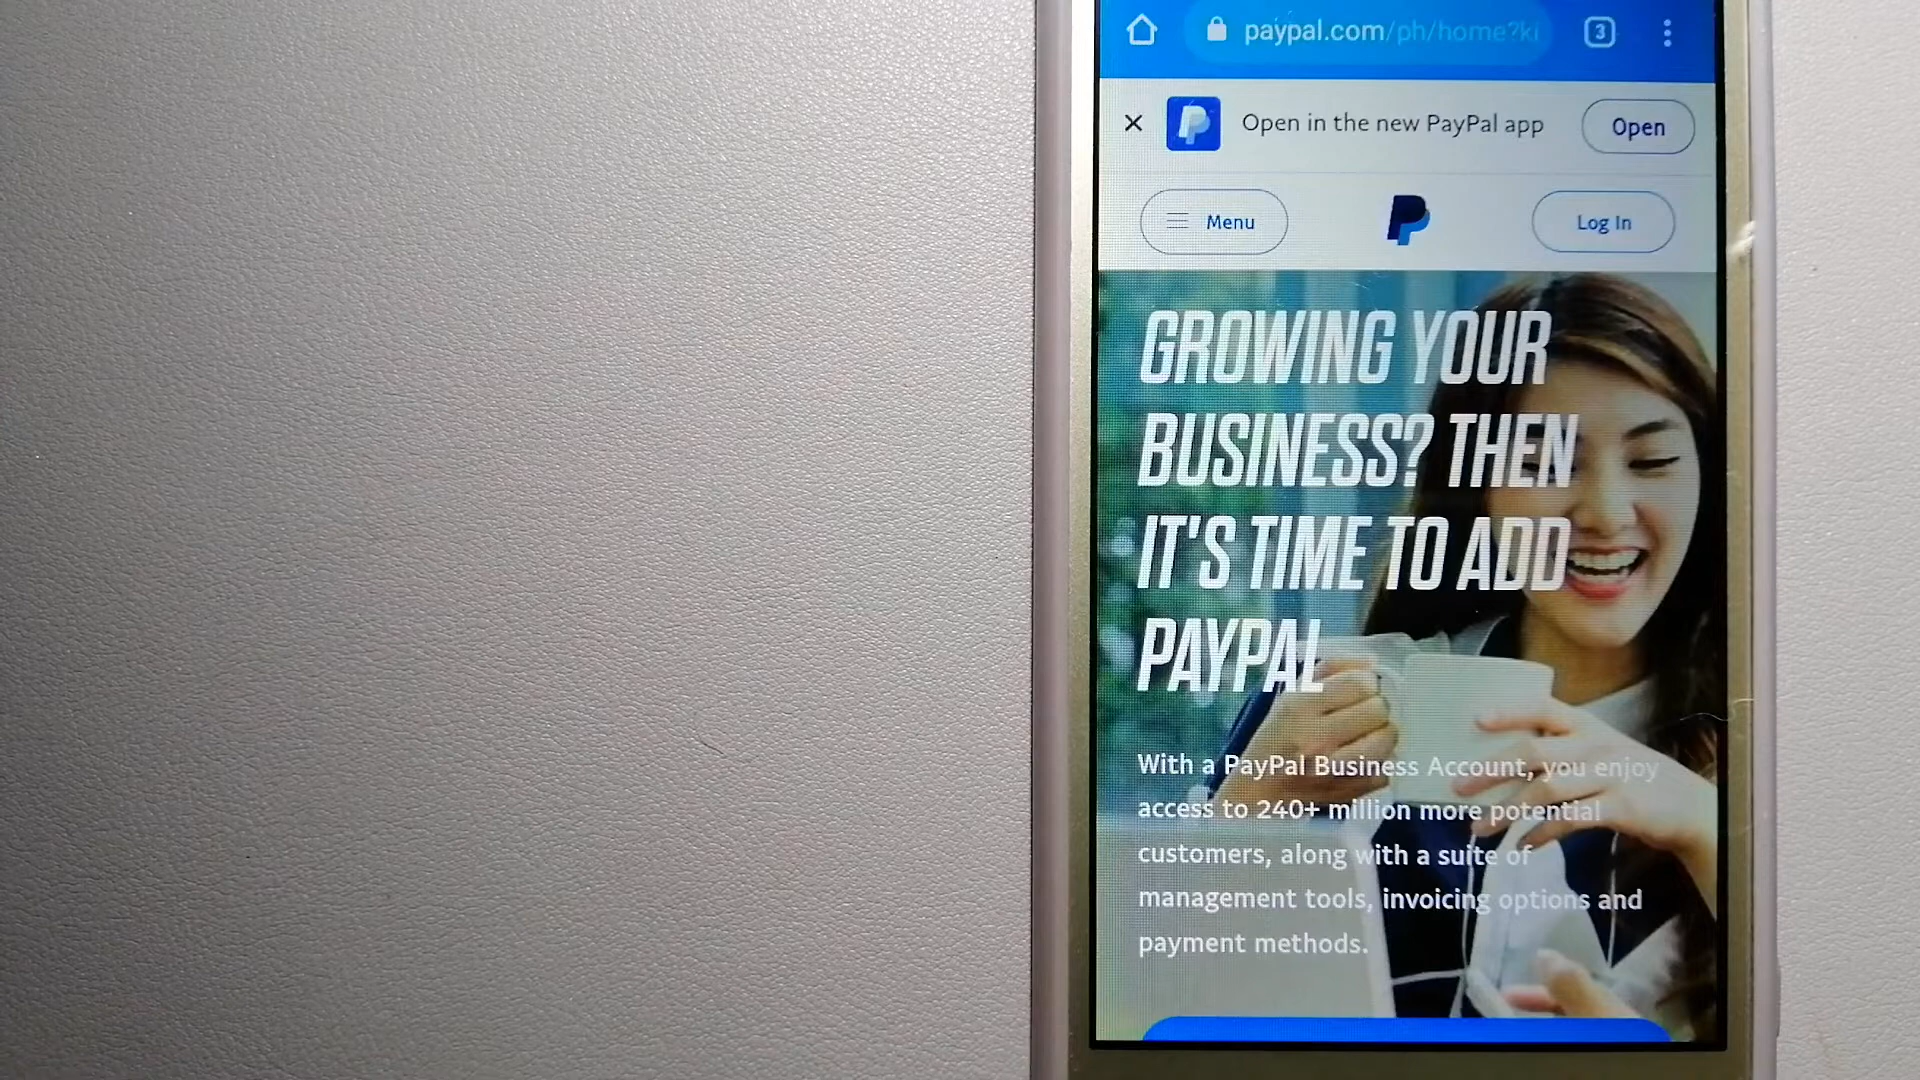 paypal.com/ph/home?ki
3
Open in the new PayPal app
Open
Menu
Log In
GROWING YOUR
BUSINESS? THEN
IT'S TIME TO ADD
PAYPAL
With a PayPal Business Account, you enjoy
access to 240+ million more potential
customers, along with a suite of
management tools, invoicing options and
payment methods.